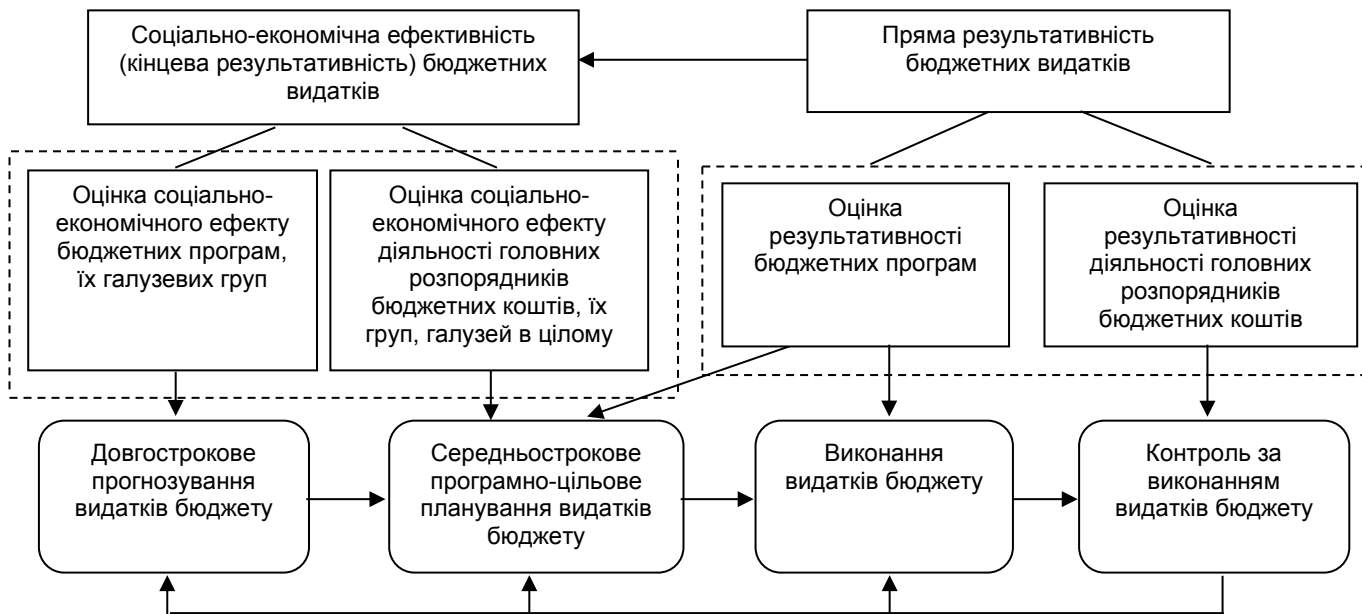 Соціально-економічна ефективність
(кінцева результативність) бюджетних
видатків
Пряма результативність
бюджетних видатків
Оцінка соціально-
економічного ефекту
бюджетних програм,
їх галузевих груп
Оцінка соціально-
економічного ефекту
діяльності головних
розпорядників
бюджетних коштів, їх
груп, галузей в цілому
Оцінка
результативності
бюджетних програм
Оцінка
результативності
діяльності головних
розпорядників
бюджетних коштів
Довгострокове
прогнозування
видатків бюджету
Середньострокове
програмно-цільове
планування видатків
бюджету
Виконання
видатків бюджету
Контроль за
виконанням
видатків бюджету